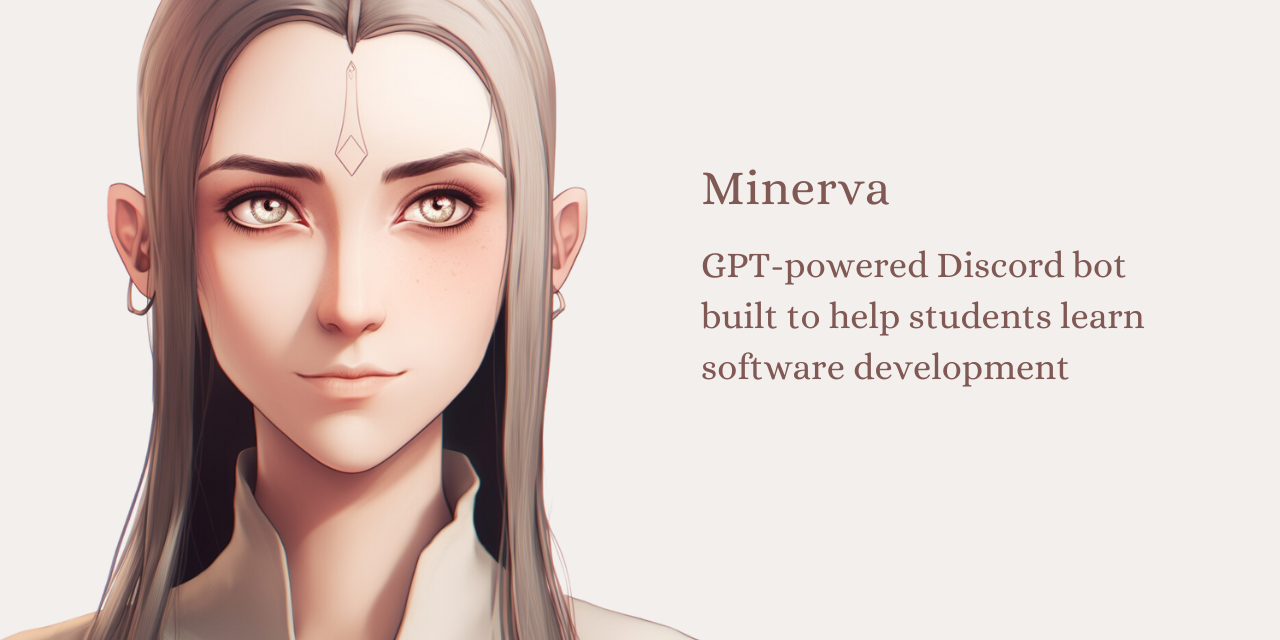 Minerva
GPT-powered Discord bot
built to help students learn
software development